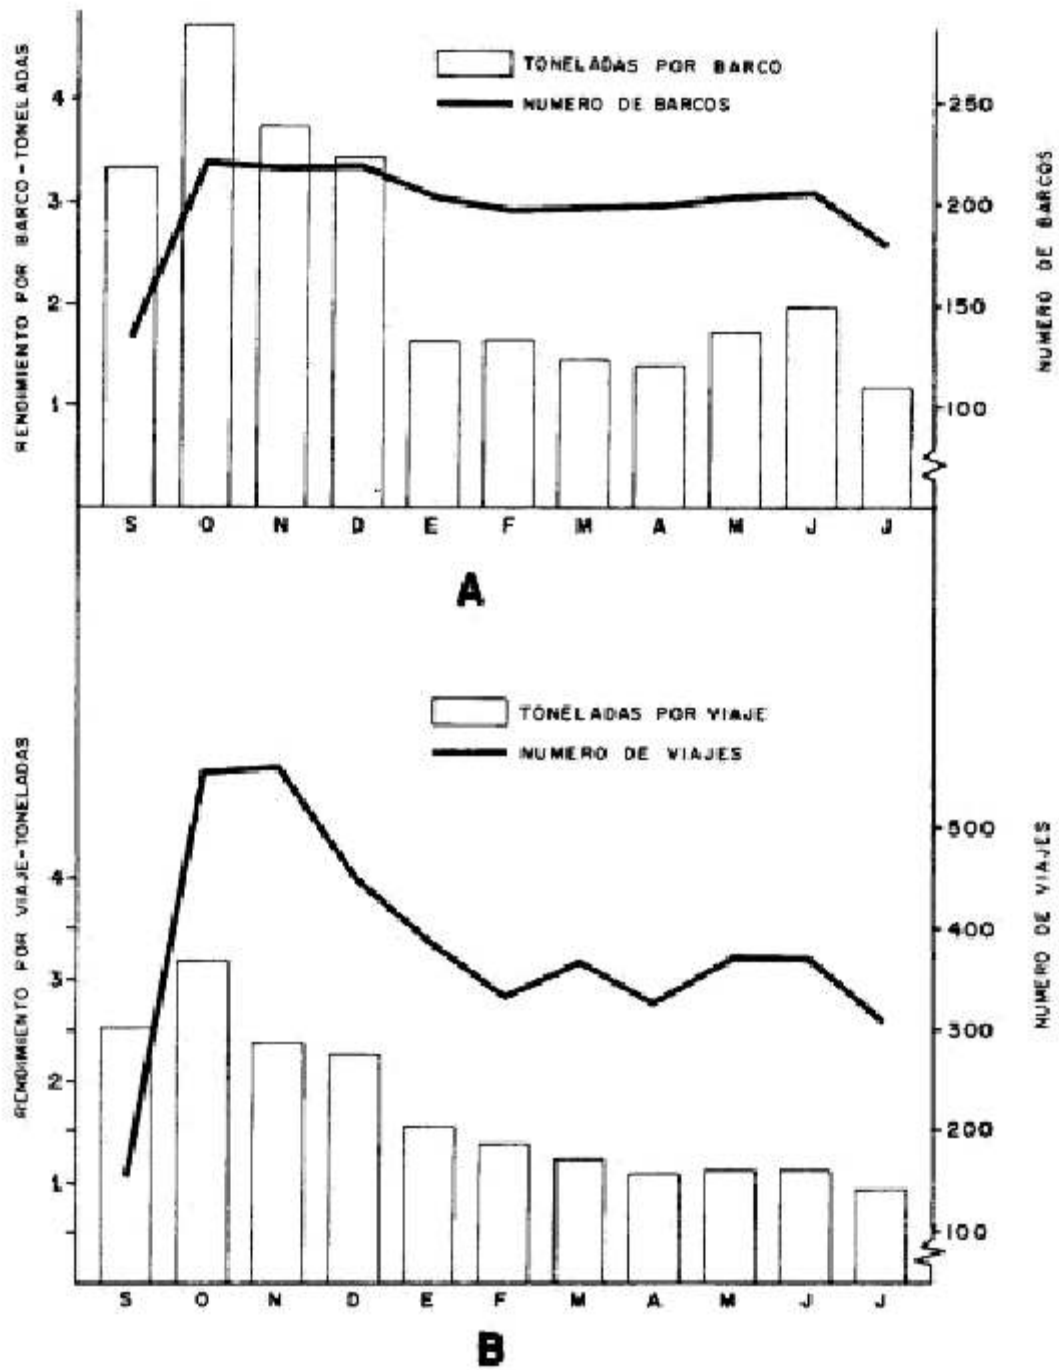 TONELADAS POR BARCO
NUMERO DE BARCOS
RENDIMIENTO POR BARCO-TONELADAS
4
3
2
1
250
200
150
100
NUMERO DE BARCOS
S O N D E F M A M J J
A
TONELADAS POR VIAJE
NUMERO DE VIAJES
RENDIMIENTO POR VIAJE-TONELADAS
4
3
2
1
500
400
300
200
100
NUMERO DE VIAJES
S O N D E F M A M J J
B